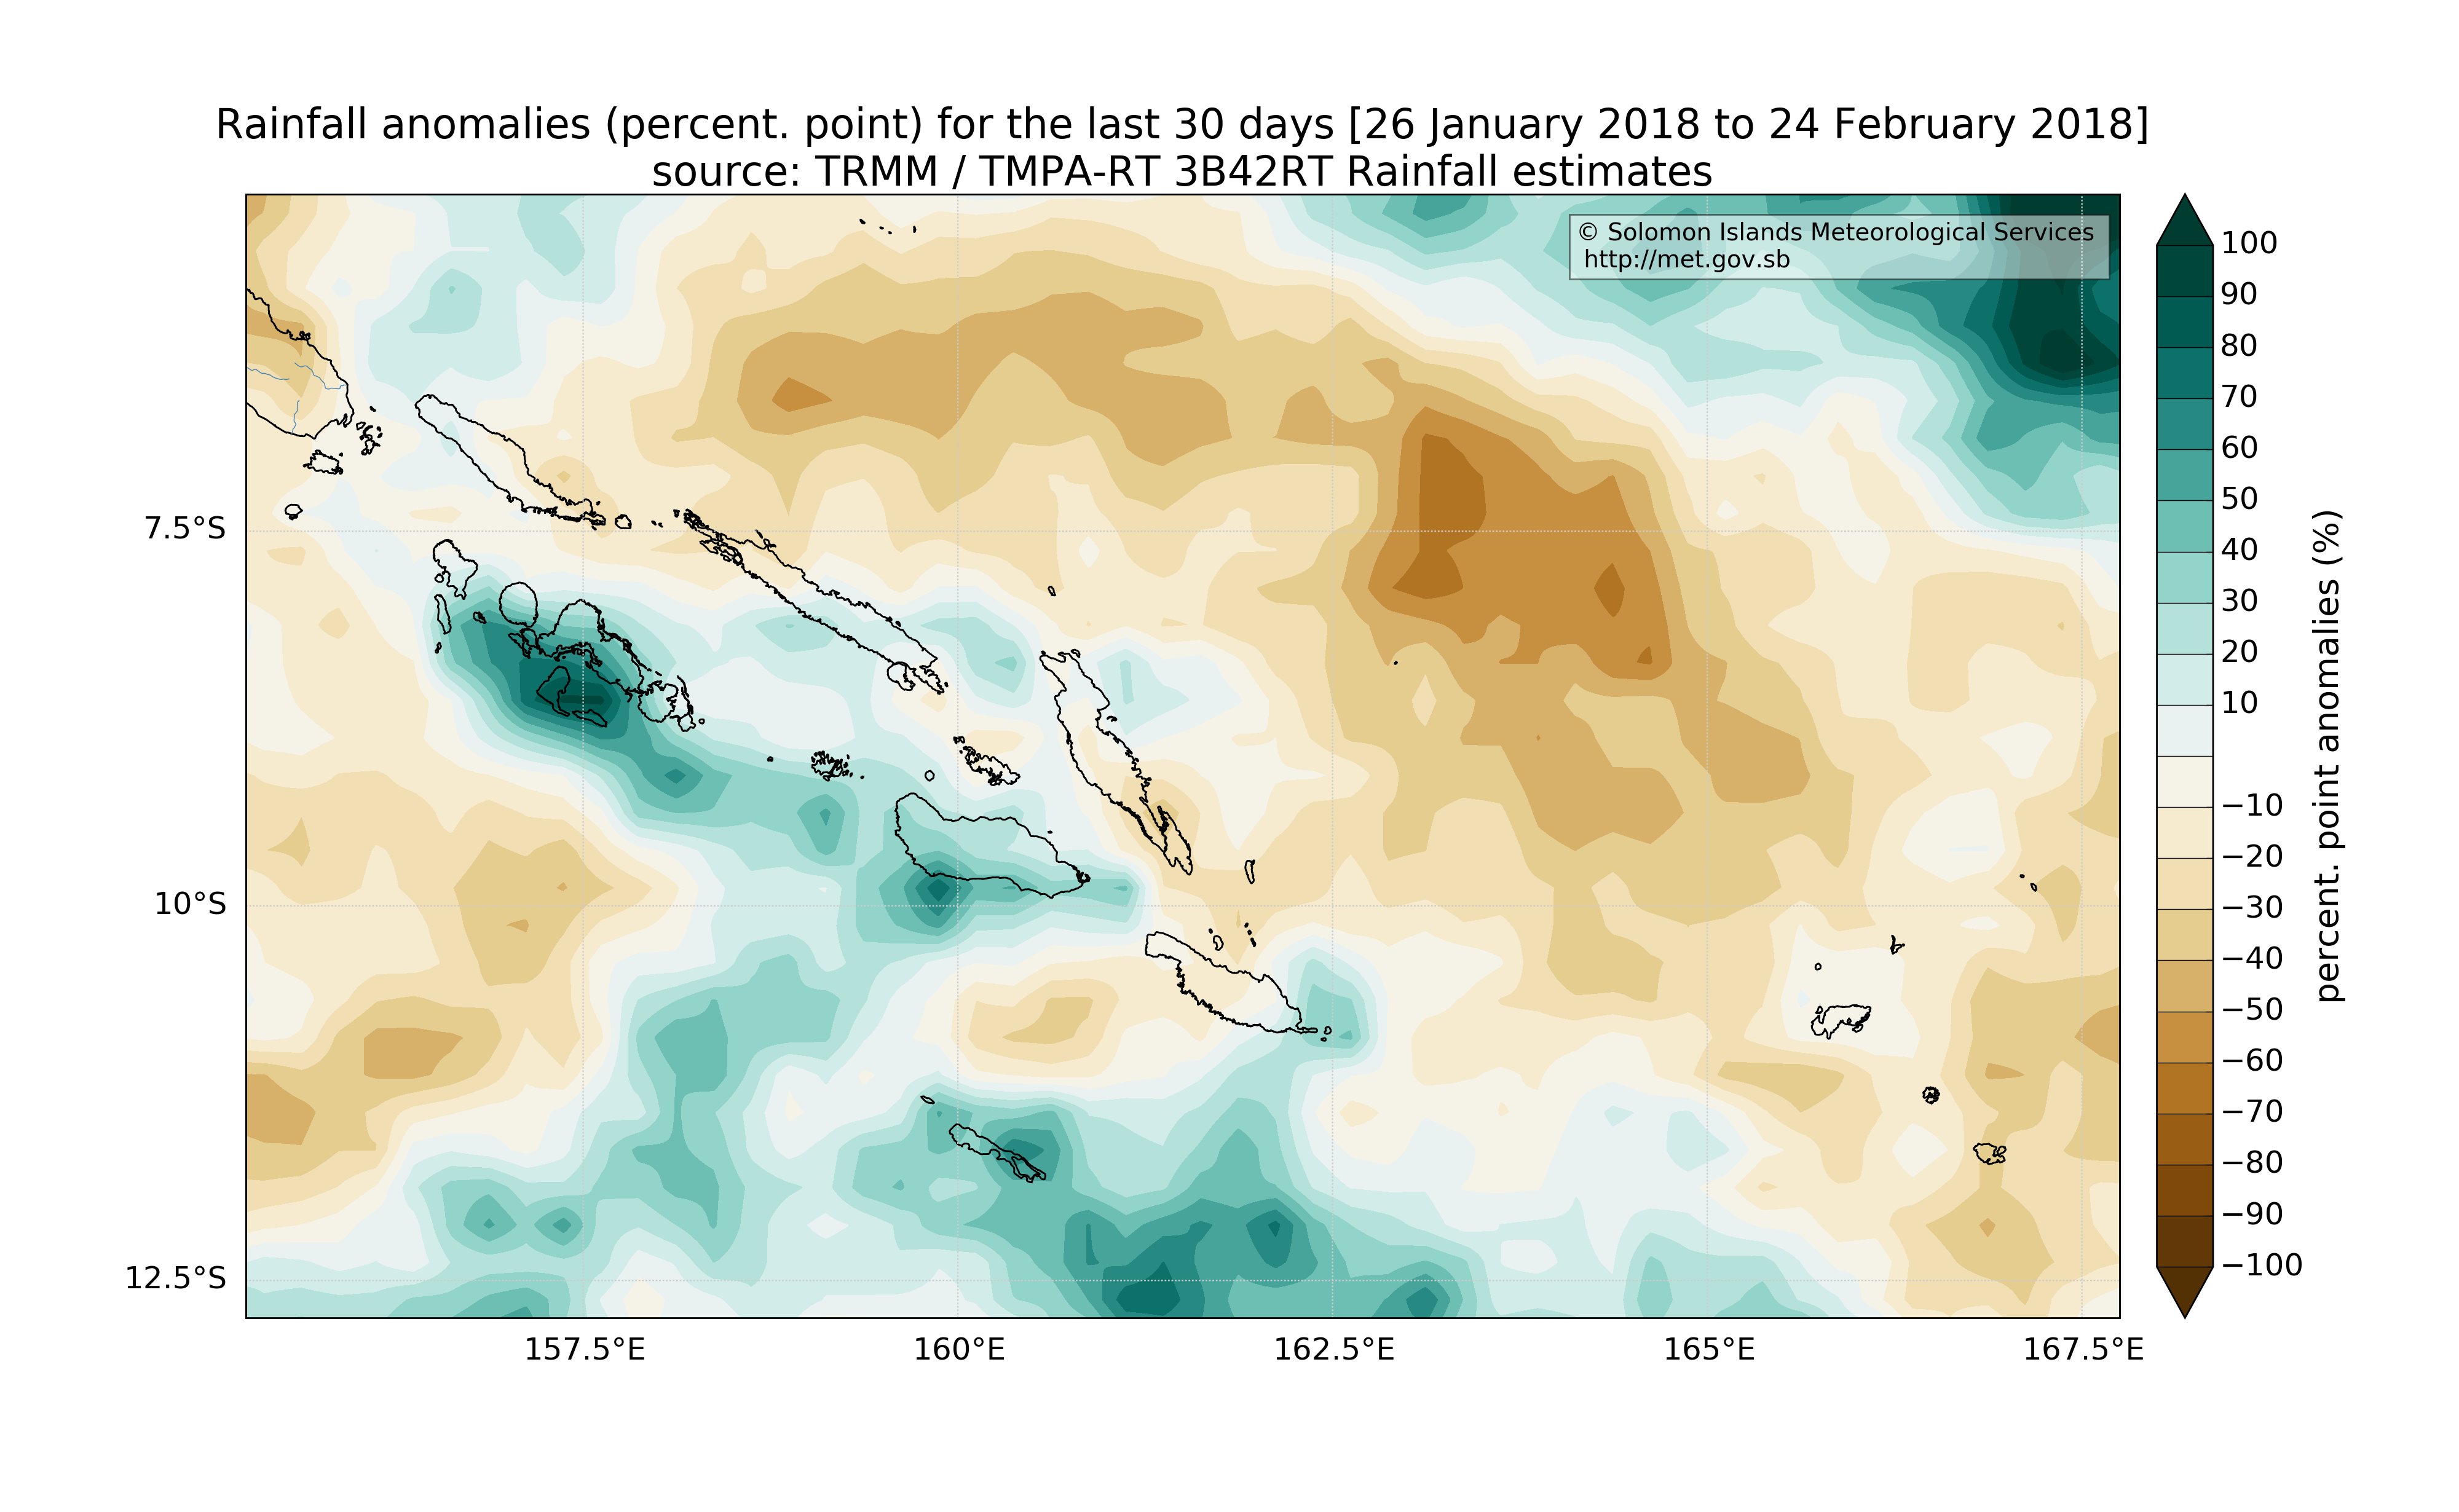 Rainfall anomalies (percent. point) for the last 30 days [26 January 2018 to 24 February 2018]
source: TRMM / TMPA-RT 3B42RT Rainfall estimates
© Solomon Islands Meteorological Services
http://met.gov.sb
7.5°S
10°S
12.5°S
157.5°E
160°E
162.5°E
165°E
167.5°E
100
90
80
70
60
50
40
30
20
10
−10
−20
−30
−40
−50
−60
−70
−80
−90
−100
percent. point anomalies (%)